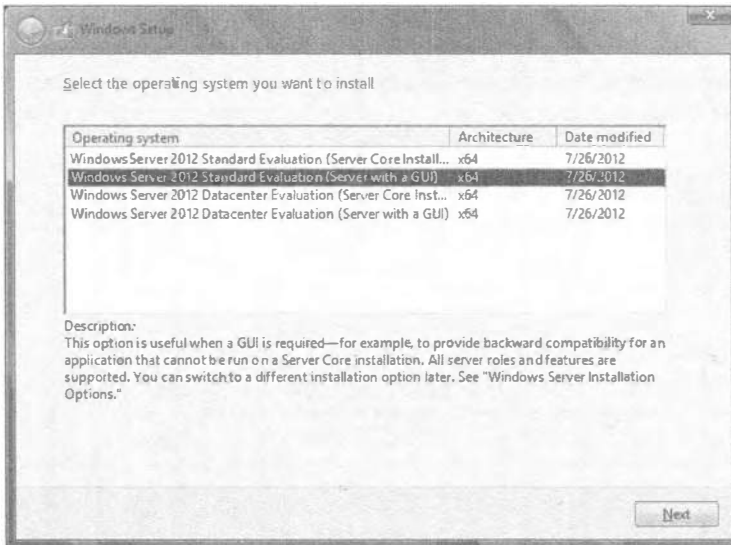 Windows Setup
Select the operating system you want to install
Operating system Architecture Date modified
Windows Server 2012 Standard Evaluation (Server Core Install... x64 7/26/2012
Windows Server 2012 Standard Evaluation (Server with a GUI) x64 7/26/2012
Windows Server 2012 Datacenter Evaluation (Server Core Inst... x64 7/26/2012
Windows Server 2012 Datacenter Evaluation (Server with a GUI) x64 7/26/2012
Description:
This option is useful when a GUI is required—for example, to provide backward compatibility for an
application that cannot be run on a Server Core installation. All server roles and features are
supported. You can switch to a different installation option later. See "Windows Server Installation
Options."
Next